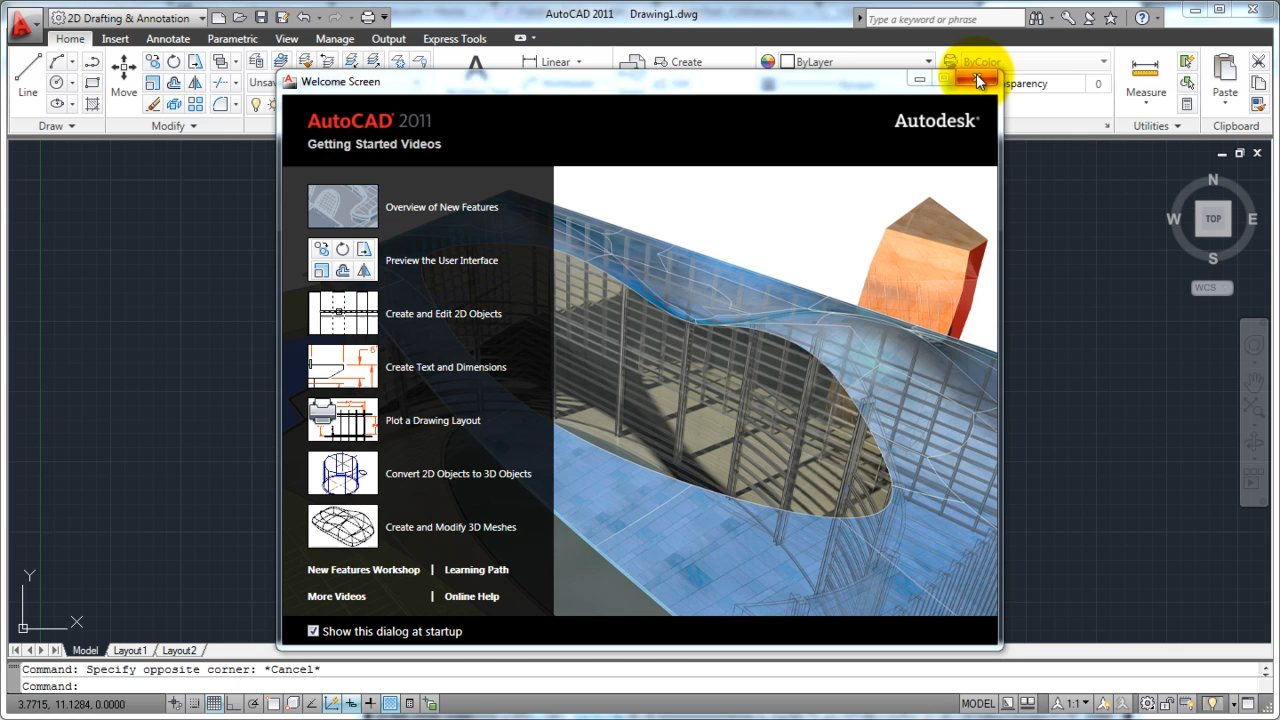 2D Drafting & Annotation
AutoCAD 2011 Drawing1.dwg
Type a keyword or phrase
Home Insert Annotate Parametric View Manage Output Express Tools
Line
Move
Unsav
Linear
Create
ByLayer
ByColor
sparency 0
Measure
Paste
Draw
Modify
Utilities
Clipboard
Welcome Screen
AutoCAD 2011
Autodesk
Getting Started Videos
Overview of New Features
Preview the User Interface
Create and Edit 2D Objects
Create Text and Dimensions
Plot a Drawing Layout
Convert 2D Objects to 3D Objects
Create and Modify 3D Meshes
New Features Workshop | Learning Path
More Videos | Online Help
Show this dialog at startup
N
W TOP E
S
WCS
Y
X
Model Layout1 Layout2
Command: Specify opposite corner: *Cancel*
Command:
3.7715, 11.1284, 0.0000
MODEL
1:1